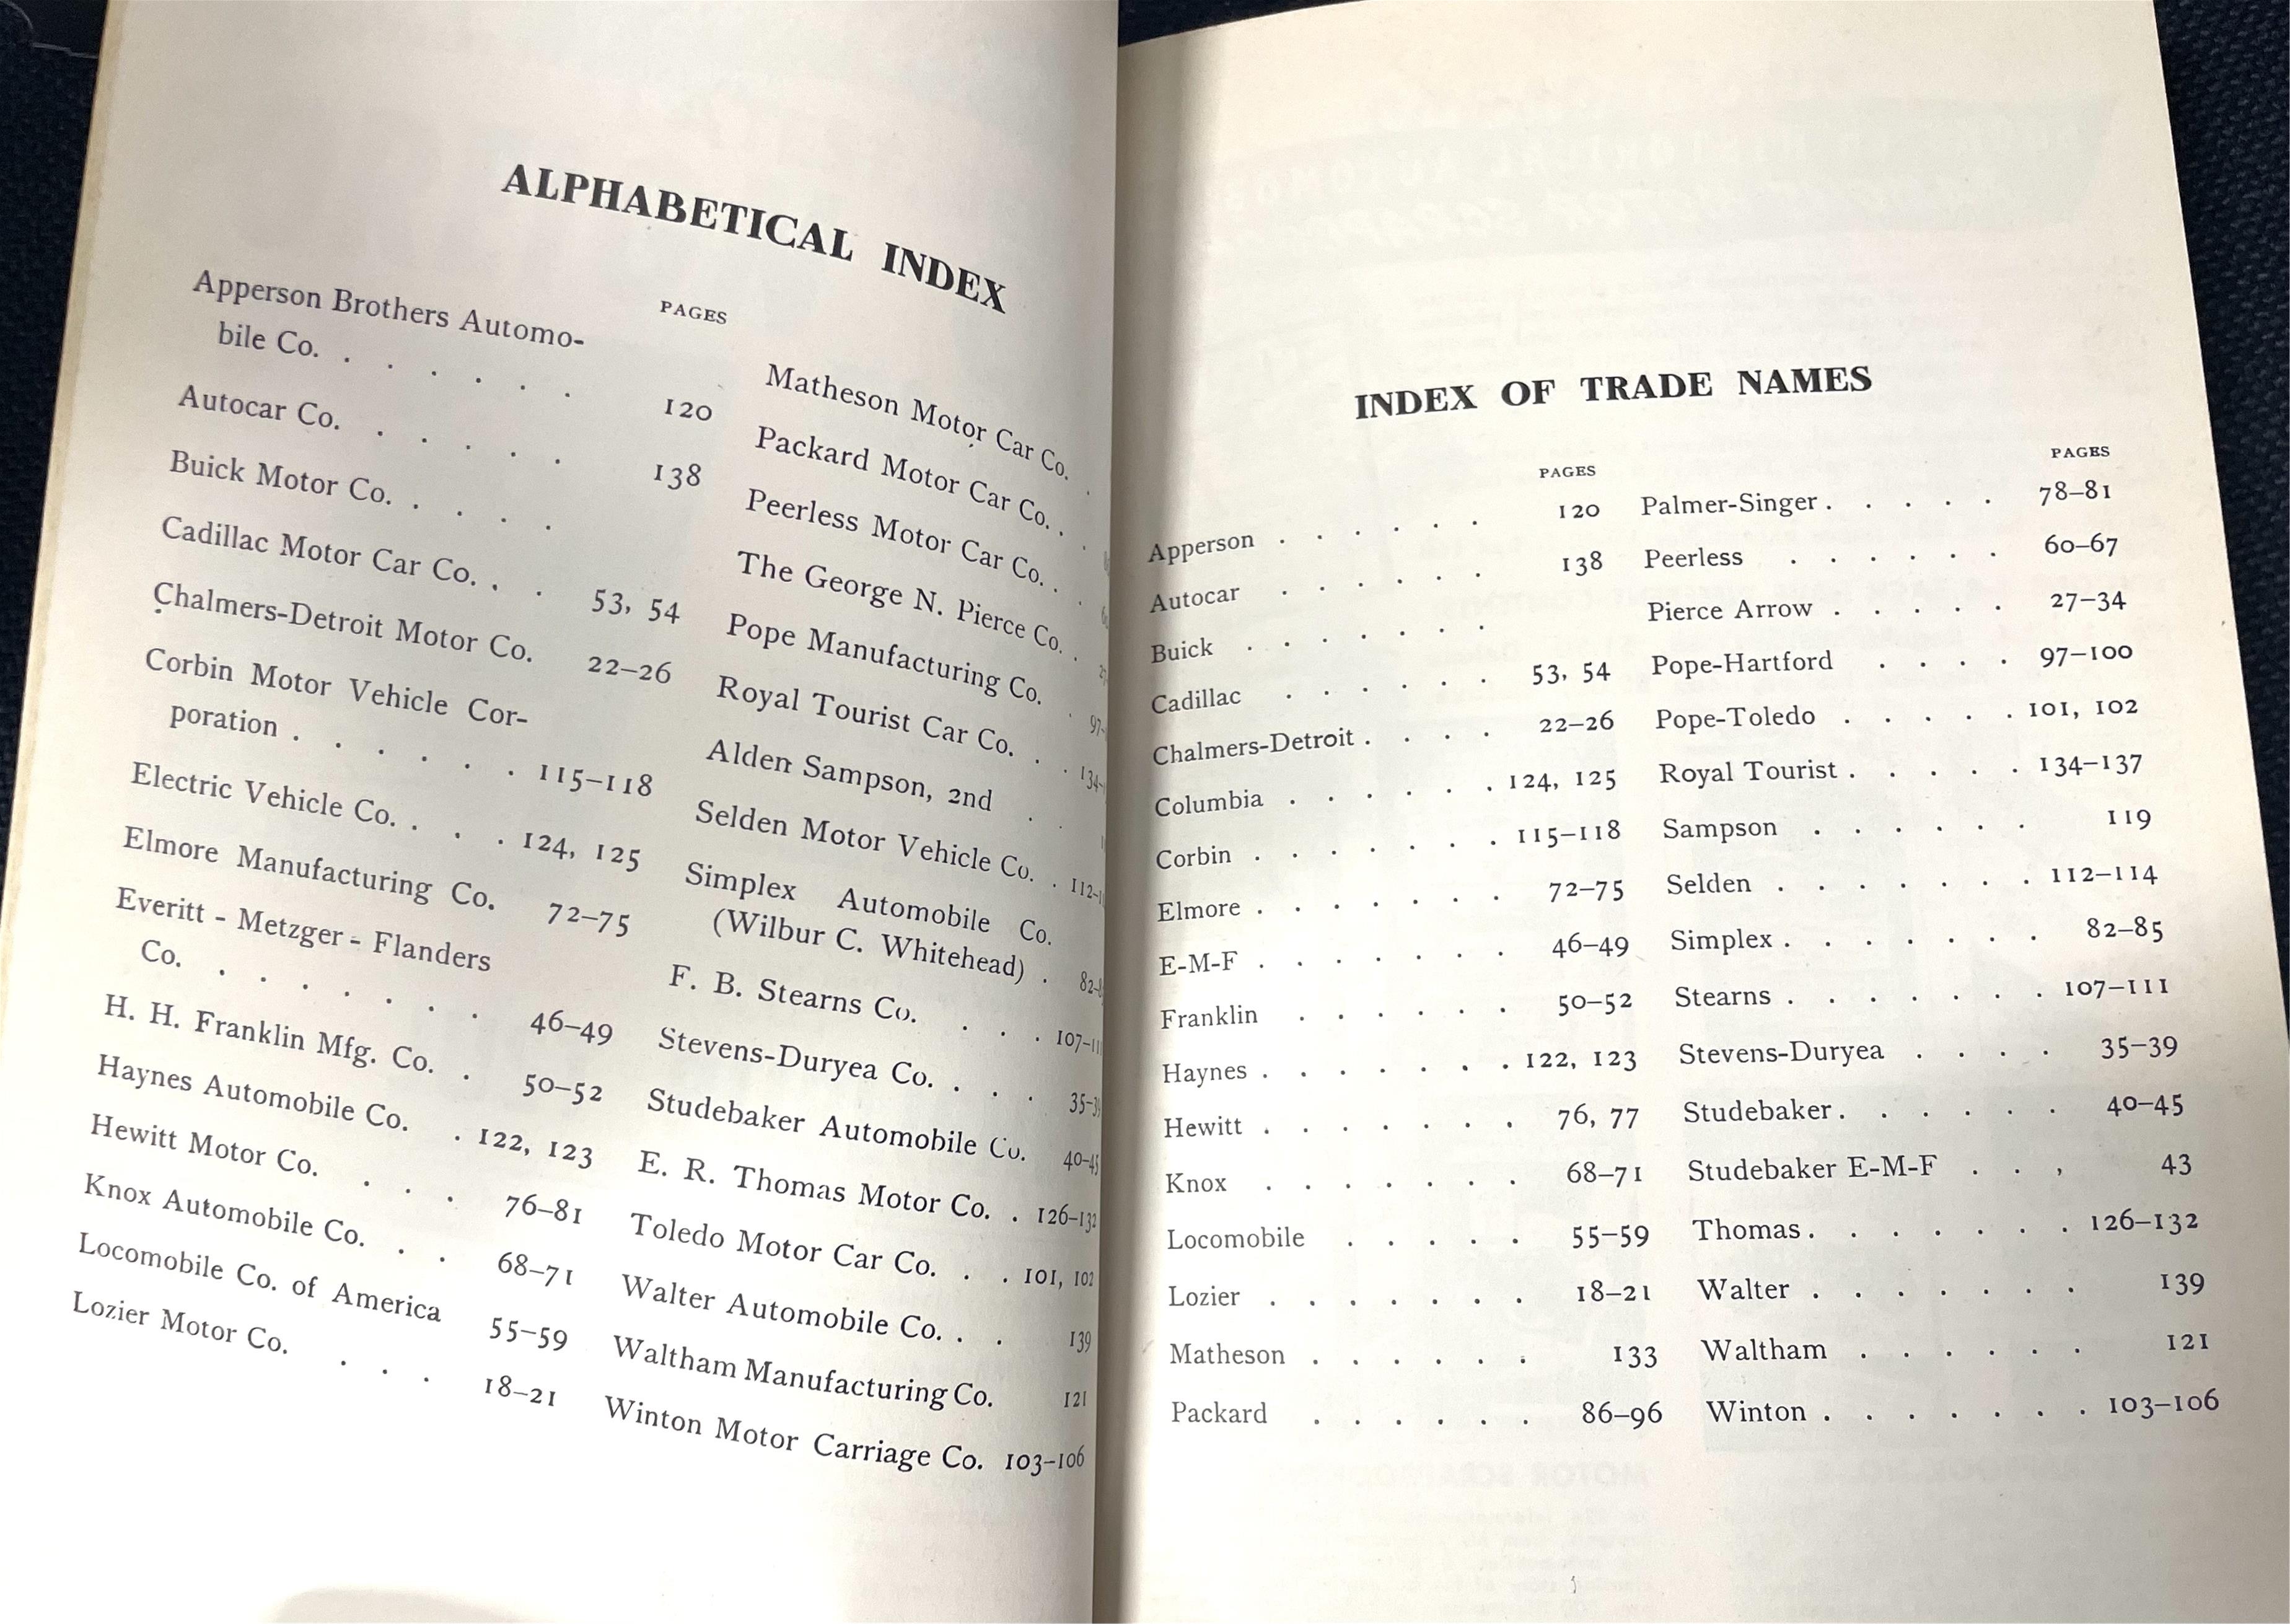 ALPHABETICAL INDEX
PAGES
Apperson Brothers Automo-
bile Co. . . . . . . 120
Autocar Co. . . . . . 138
Buick Motor Co. . . . .
Cadillac Motor Car Co. . . 53, 54
Chalmers-Detroit Motor Co. 22–26
Corbin Motor Vehicle Cor-
poration . . . . . . 115–118
Electric Vehicle Co. . . . 124, 125
Elmore Manufacturing Co. 72–75
Everitt - Metzger - Flanders
Co. . . . . . . . 46–49
H. H. Franklin Mfg. Co. . 50–52
Haynes Automobile Co. . 122, 123
Hewitt Motor Co. . . . 76–81
Knox Automobile Co. . . 68–71
Locomobile Co. of America 55–59
Lozier Motor Co. . . . 18–21
Matheson Motor Car Co. .
Packard Motor Car Co. . .
Peerless Motor Car Co. . .
The George N. Pierce Co. .
Pope Manufacturing Co. .
Royal Tourist Car Co. . .
Alden Sampson, 2nd . .
Selden Motor Vehicle Co. .
Simplex Automobile Co.
(Wilbur C. Whitehead) .
F. B. Stearns Co. . . . 107–111
Stevens-Duryea Co. . . . 35–39
Studebaker Automobile Co. 40–45
E. R. Thomas Motor Co. . 126–132
Toledo Motor Car Co. . . 101, 102
Walter Automobile Co. . . 139
Waltham Manufacturing Co. 121
Winton Motor Carriage Co. 103–106
INDEX OF TRADE NAMES
PAGES
Apperson . . . . . 120
Autocar . . . . . 138
Buick . . . . . .
Cadillac . . . . . 53, 54
Chalmers-Detroit . . . . 22–26
Columbia . . . . . . 124, 125
Corbin . . . . . . . 115–118
Elmore . . . . . . . 72–75
E-M-F . . . . . . . 46–49
Franklin . . . . . . 50–52
Haynes . . . . . . . 122, 123
Hewitt . . . . . . . 76, 77
Knox . . . . . . . 68–71
Locomobile . . . . . 55–59
Lozier . . . . . . . 18–21
Matheson . . . . . . 133
Packard . . . . . . 86–96
PAGES
Palmer-Singer . . . . . 78–81
Peerless . . . . . . 60–67
Pierce Arrow . . . . . 27–34
Pope-Hartford . . . . 97–100
Pope-Toledo . . . . . 101, 102
Royal Tourist . . . . . 134–137
Sampson . . . . . . 119
Selden . . . . . . . 112–114
Simplex . . . . . . . 82–85
Stearns . . . . . . . 107–111
Stevens-Duryea . . . . 35–39
Studebaker . . . . . . 40–45
Studebaker E-M-F . . , 43
Thomas . . . . . . . 126–132
Walter . . . . . . . 139
Waltham . . . . . . 121
Winton . . . . . . . 103–106